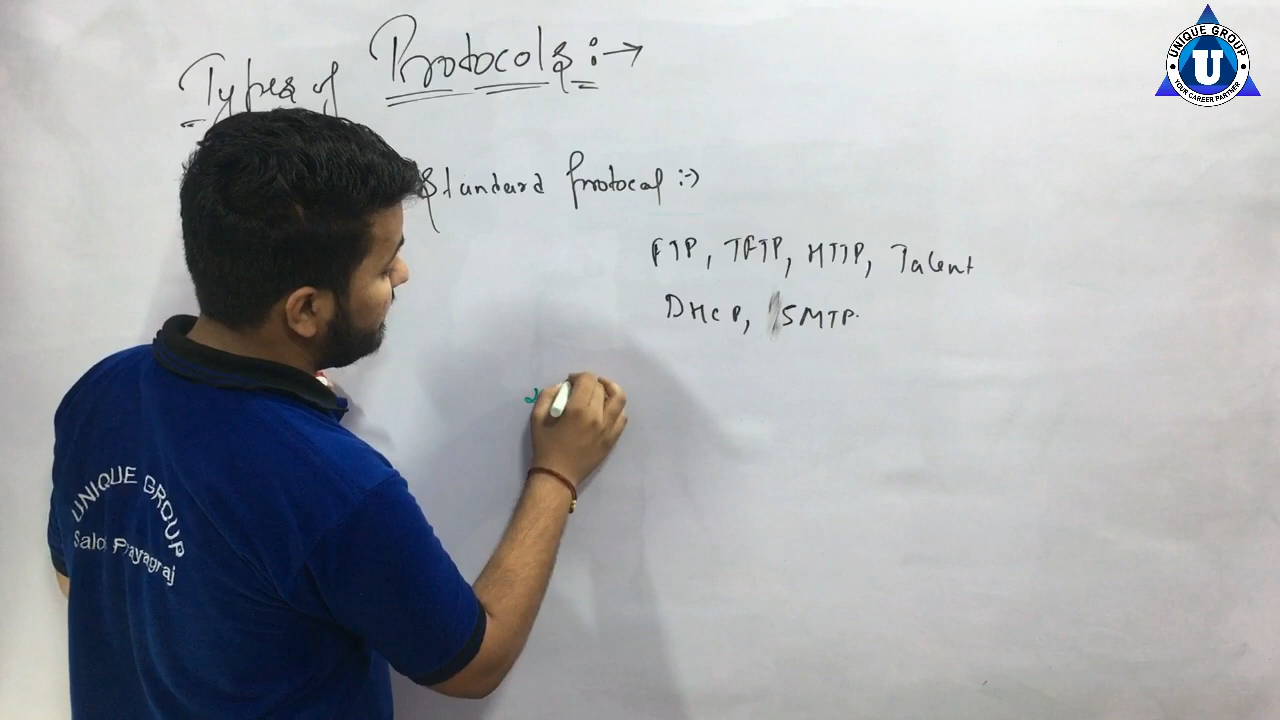 Types of Protocols :→
Standard Protocol :→
FTP, TFTP, HTTP, Talent
DHCP, SMTP.
UNIQUE GROUP
Prayagraj
UNIQUE GROUP
U
YOUR CAREER PARTNER